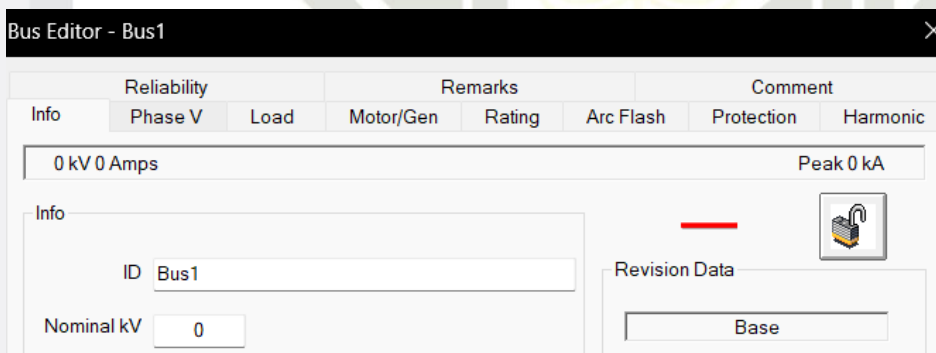 Bus Editor - Bus1
Reliability Remarks Comment
Info Phase V Load Motor/Gen Rating Arc Flash Protection Harmonic
0 kV 0 Amps Peak 0 kA
Info
ID Bus1
Revision Data
Nominal kV 0
Base